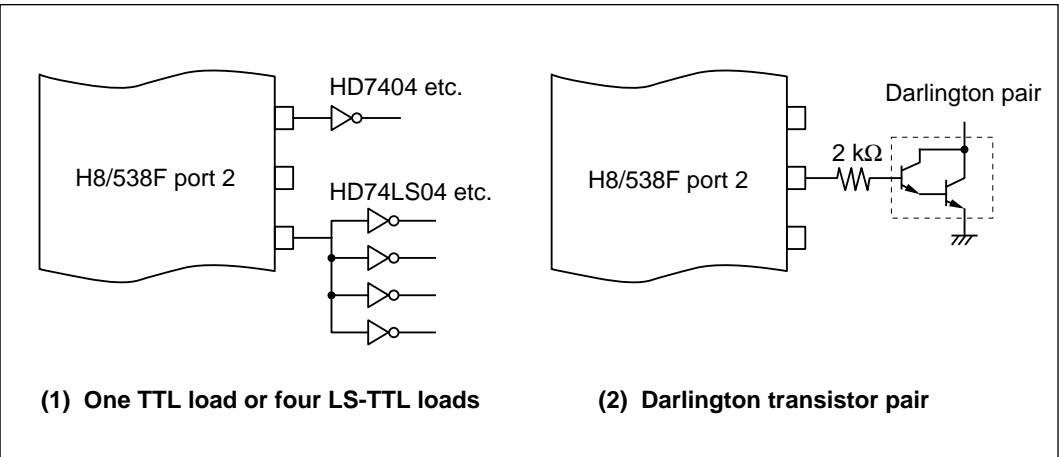 HD7404 etc.
H8/538F port 2
HD74LS04 etc.
(1) One TTL load or four LS-TTL loads
Darlington pair
2 kΩ
H8/538F port 2
(2) Darlington transistor pair